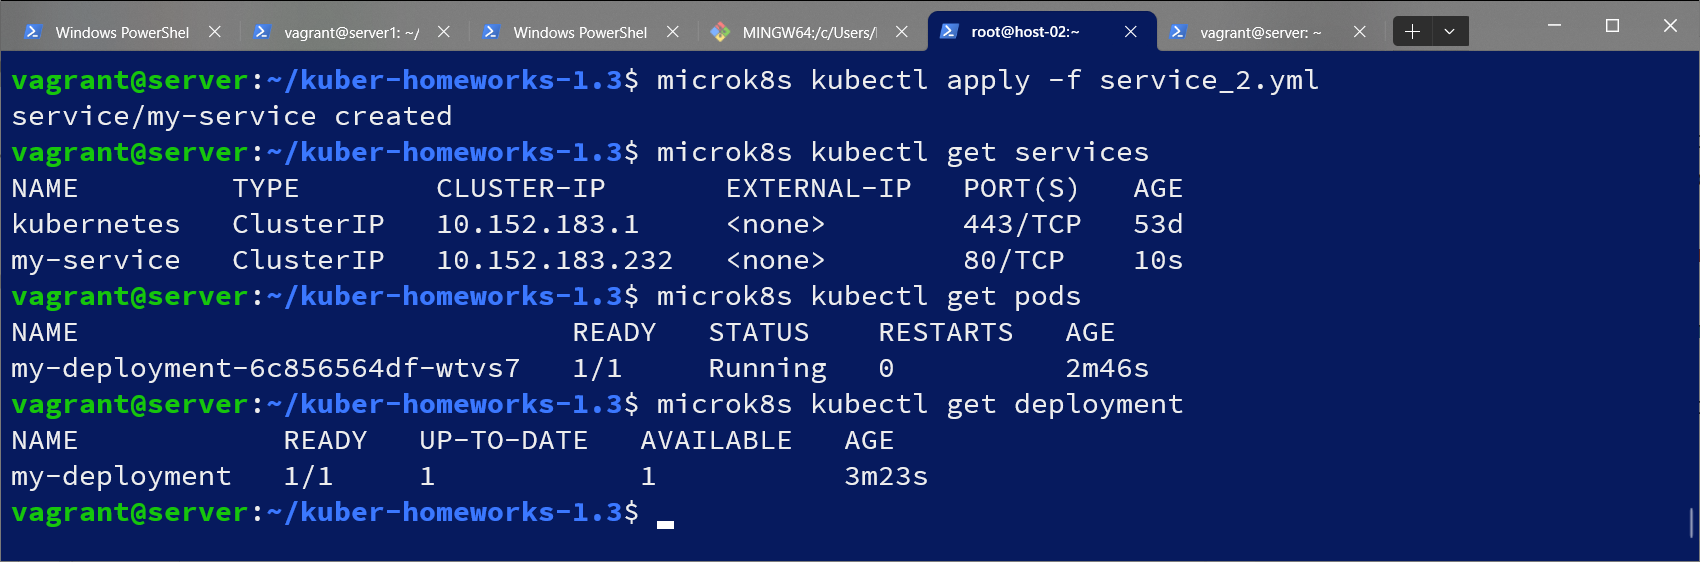 Windows PowerShel vagrant@server1: ~/ Windows PowerShell MINGW64:/c/Users/ root@host-02:~ vagrant@server: ~
vagrant@server:~/kuber-homeworks-1.3$ microk8s kubectl apply -f service_2.yml
service/my-service created
vagrant@server:~/kuber-homeworks-1.3$ microk8s kubectl get services
NAME TYPE CLUSTER-IP EXTERNAL-IP PORT(S) AGE
kubernetes ClusterIP 10.152.183.1 <none> 443/TCP 53d
my-service ClusterIP 10.152.183.232 <none> 80/TCP 10s
vagrant@server:~/kuber-homeworks-1.3$ microk8s kubectl get pods
NAME READY STATUS RESTARTS AGE
my-deployment-6c856564df-wtvs7 1/1 Running 0 2m46s
vagrant@server:~/kuber-homeworks-1.3$ microk8s kubectl get deployment
NAME READY UP-TO-DATE AVAILABLE AGE
my-deployment 1/1 1 1 3m23s
vagrant@server:~/kuber-homeworks-1.3$